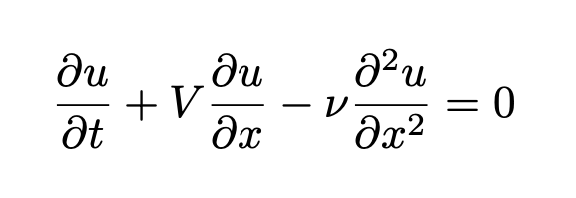 ∂u/∂t + V ∂u/∂x − ν ∂²u/∂x² = 0